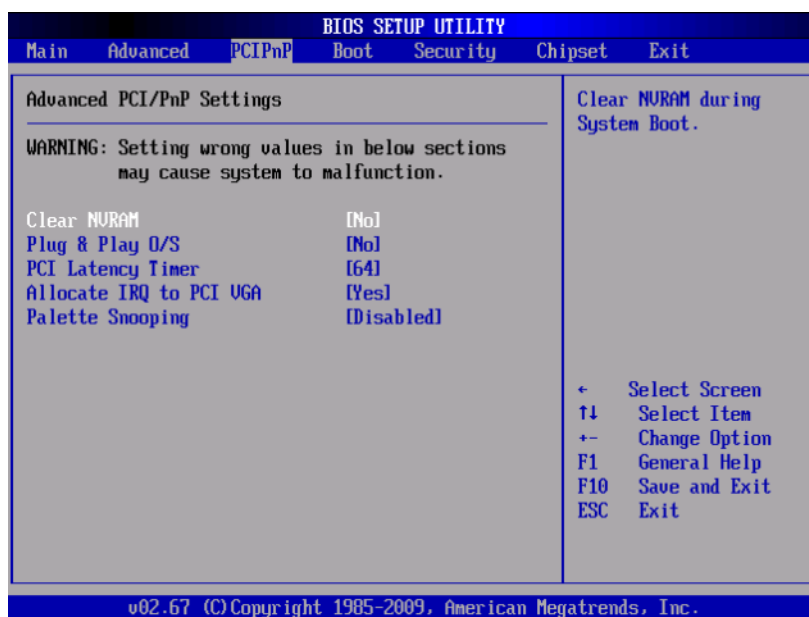 BIOS SETUP UTILITY
Main Advanced PCIPnP Boot Security Chipset Exit
Advanced PCI/PnP Settings
WARNING: Setting wrong values in below sections
may cause system to malfunction.
Clear NVRAM [No]
Plug & Play O/S [No]
PCI Latency Timer [64]
Allocate IRQ to PCI VGA [Yes]
Palette Snooping [Disabled]
Clear NVRAM during
System Boot.
← Select Screen
↑↓ Select Item
+- Change Option
F1 General Help
F10 Save and Exit
ESC Exit
v02.67 (C)Copyright 1985-2009, American Megatrends, Inc.